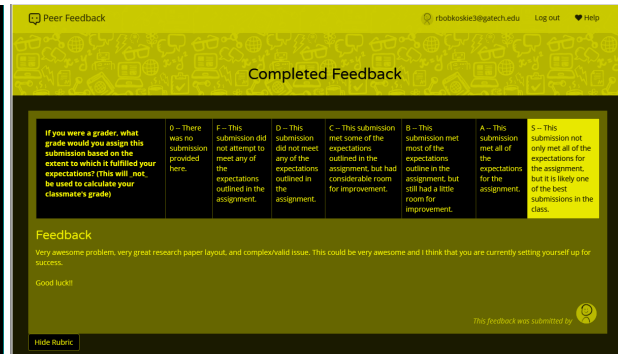 Peer Feedback
rbobkoskie3@gatech.edu Log out Help
Completed Feedback
If you were a grader, what
grade would you assign this
submission based on the
extent to which it fulfilled your
expectations? (This will _not_
be used to calculate your
classmate's grade)
0 -- There
was no
submission
provided
here.
F -- This
submission did
not attempt to
meet any of
the
expectations
outlined in the
assignment.
D -- This
submission
did not meet
any of the
expectations
outlined in
the
assignment.
C -- This submission
met some of the
expectations
outlined in the
assignment, but had
considerable room
for improvement.
B -- This
submission met
most of the
expectations
outline in the
assignment, but
still had a little
room for
improvement.
A -- This
submission
met all of
the
expectations
for the
assignment.
S -- This
submission not
only met all of the
expectations for
the assignment,
but it is likely one
of the best
submissions in the
class.
Feedback
Very awesome problem, very great research paper layout, and complex/valid issue. This could be very awesome and I think that you are currently setting yourself up for
success.
Good luck!!
This feedback was submitted by
Hide Rubric